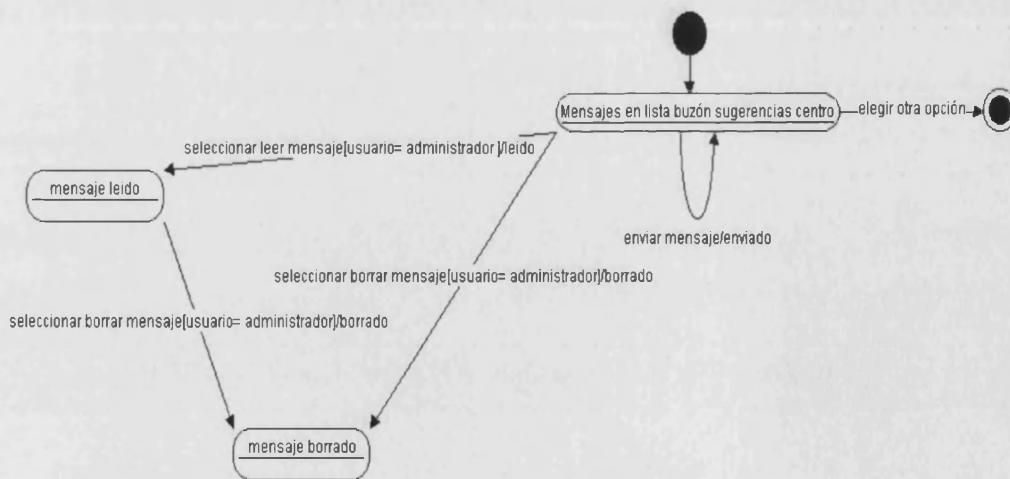 Mensajes en lista buzón sugerencias centro
elegir otra opción
seleccionar leer mensaje[usuario= administrador ]/leido
mensaje leido
enviar mensaje/enviado
seleccionar borrar mensaje[usuario= administrador]/borrado
seleccionar borrar mensaje[usuario= administrador]/borrado
mensaje borrado